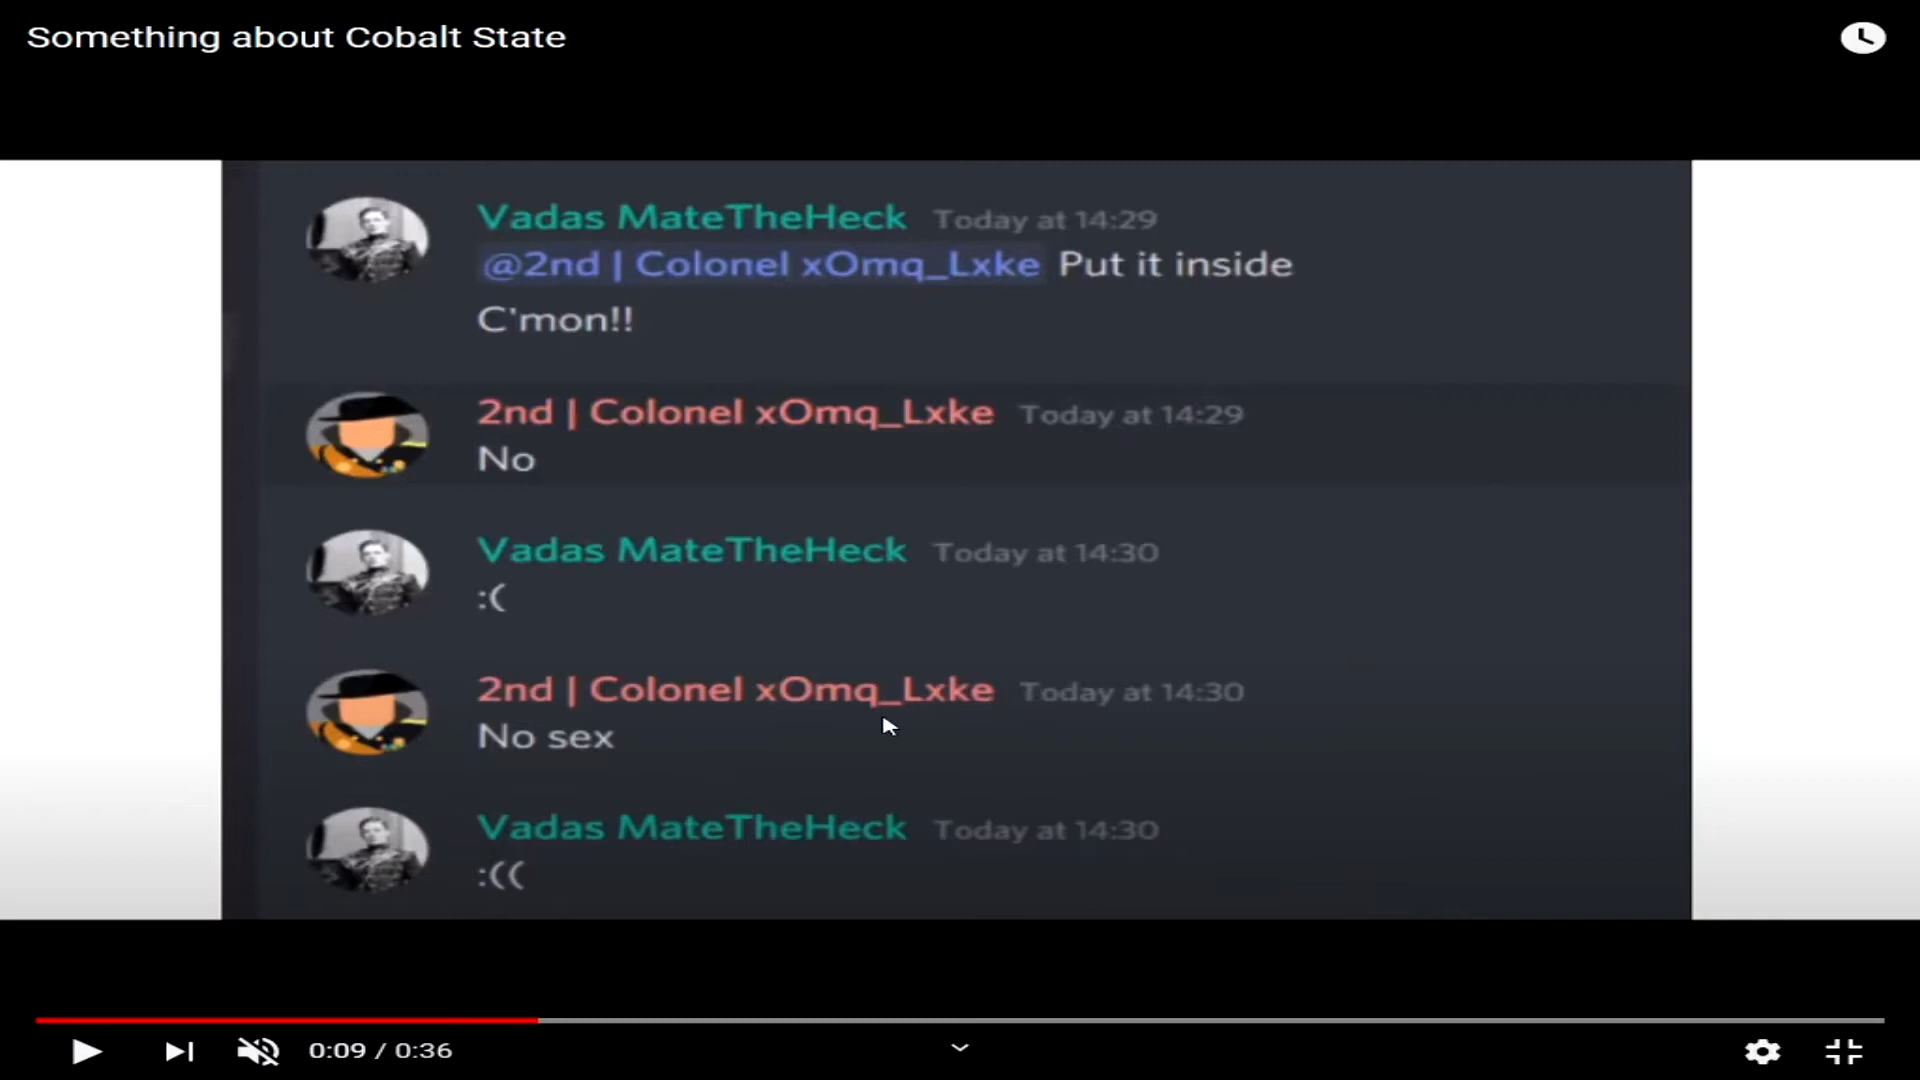 Something about Cobalt State
Vadas MateTheHeck Today at 14:29
@2nd | Colonel xOmq_Lxke Put it inside
C'mon!!
2nd | Colonel xOmq_Lxke Today at 14:29
No
Vadas MateTheHeck Today at 14:30
:(
2nd | Colonel xOmq_Lxke Today at 14:30
No sex
Vadas MateTheHeck Today at 14:30
:((
0:09 / 0:36